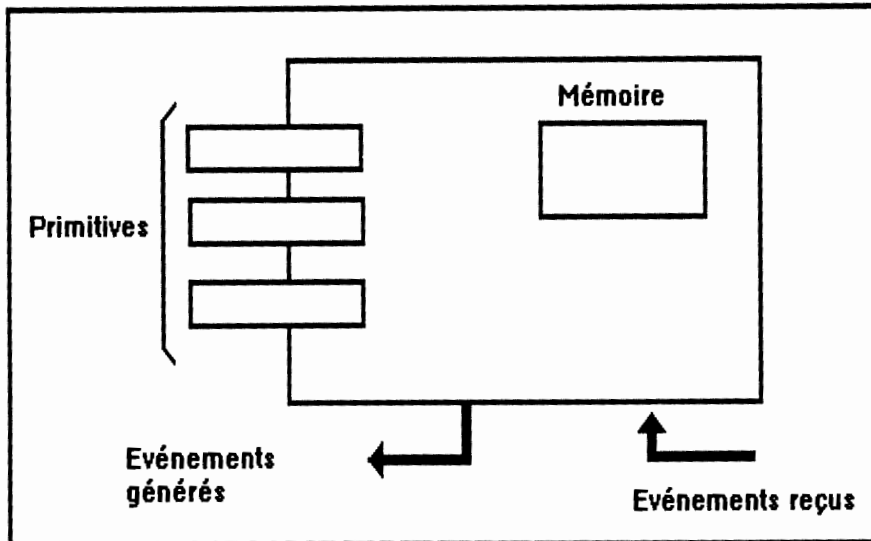 Mémoire
Primitives
Evénements
générés
Evénements reçus